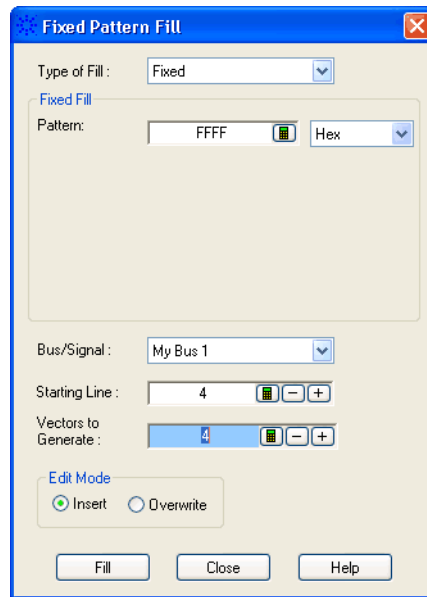 Fixed Pattern Fill
Type of Fill : Fixed
Fixed Fill
Pattern: FFFF Hex
Bus/Signal : My Bus 1
Starting Line : 4
Vectors to
Generate : 4
Edit Mode
Insert Overwrite
Fill Close Help